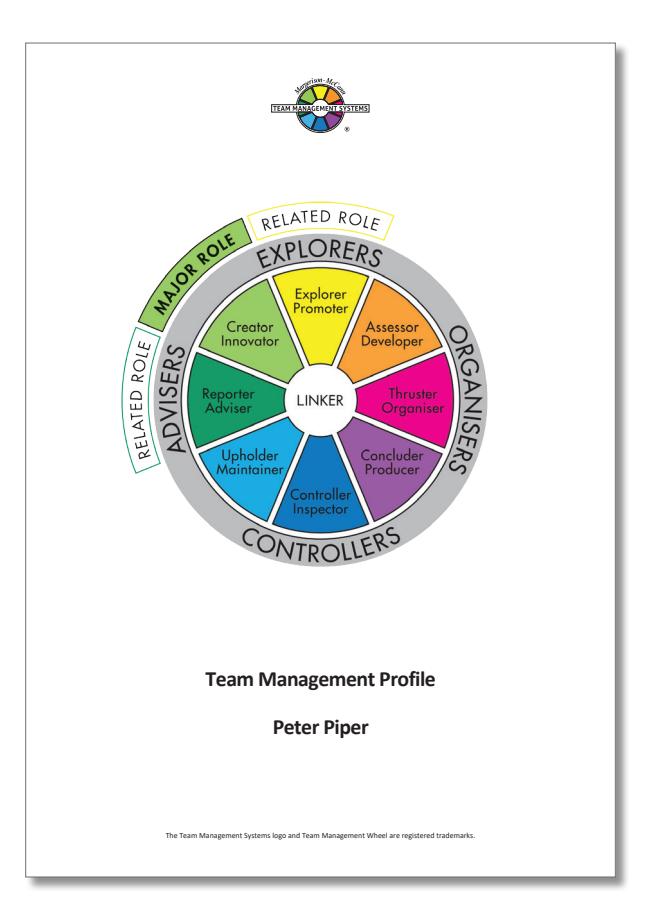 Margerison-McCann
TEAM MANAGEMENT SYSTEMS
®
RELATED ROLE
MAJOR ROLE
RELATED ROLE
EXPLORERS
ORGANISERS
CONTROLLERS
ADVISERS
Explorer
Promoter
Assessor
Developer
Thruster
Organiser
Concluder
Producer
Controller
Inspector
Upholder
Maintainer
Reporter
Adviser
Creator
Innovator
LINKER
Team Management Profile
Peter Piper
The Team Management Systems logo and Team Management Wheel are registered trademarks.